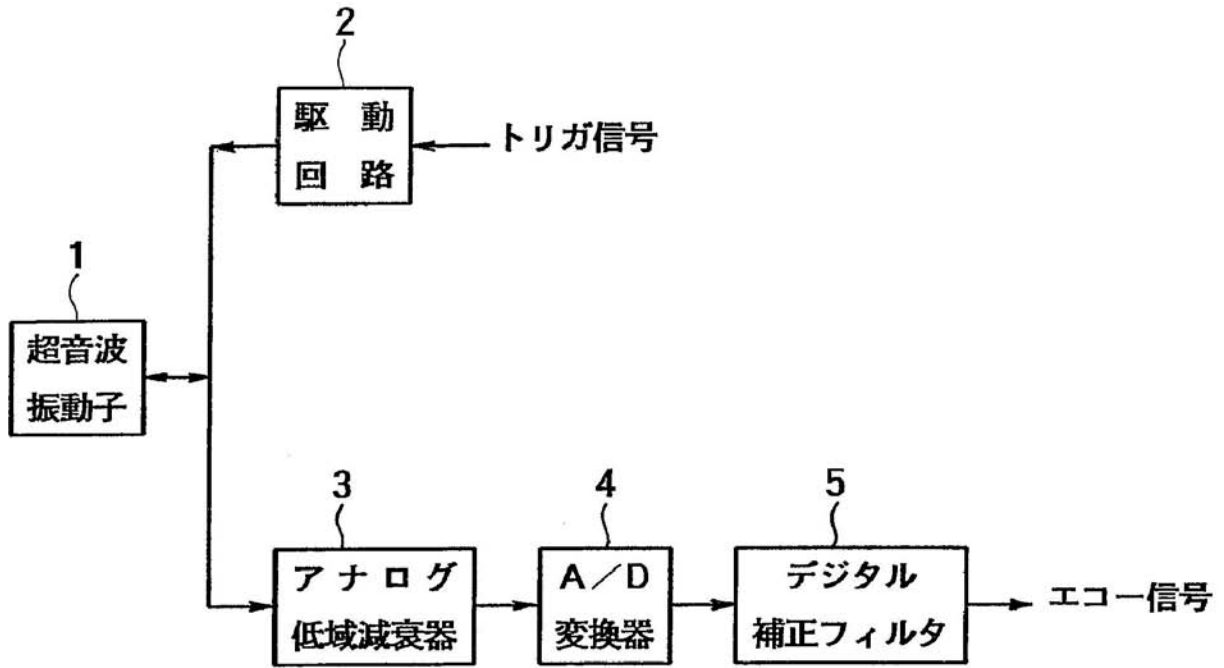 2
駆動
回路
トリガ信号
1
超音波
振動子
3
アナログ
低域減衰器
4
A/D
変換器
5
デジタル
補正フィルタ
エコー信号